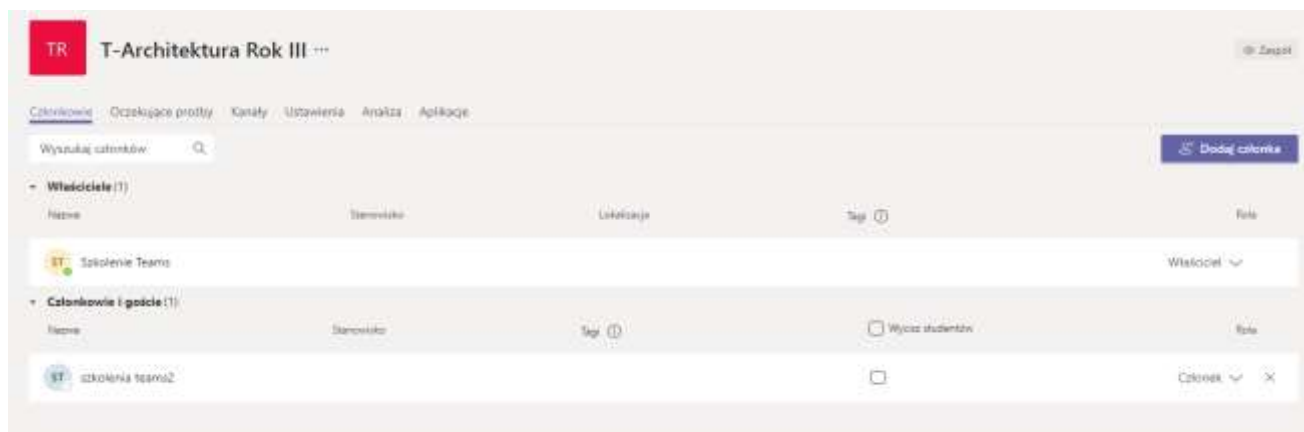 TR T-Architektura Rok III ...
Zespół
Członkowie Oczekujące prośby Kanały Ustawienia Analiza Aplikacje
Wyszukaj członków
Dodaj członka
Właściciele (1)
Nazwa Stanowisko Lokalizacja Tagi Rola
ST Szkolenie Teams Właściciel
Członkowie i goście (1)
Nazwa Stanowisko Tagi Wycisz studentów Rola
ST szkolenia teams2 Członek